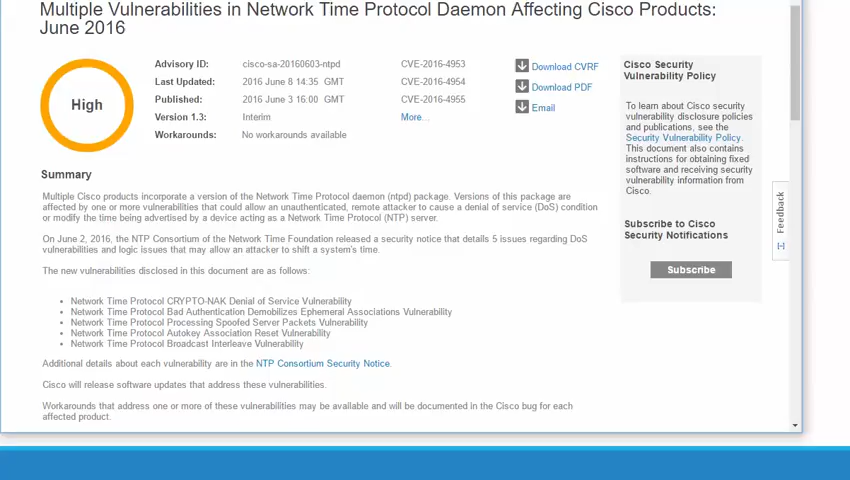 Multiple Vulnerabilities in Network Time Protocol Daemon Affecting Cisco Products:
June 2016
High
Advisory ID: cisco-sa-20160603-ntpd CVE-2016-4953
Last Updated: 2016 June 8 14:35 GMT CVE-2016-4954
Published: 2016 June 3 16:00 GMT CVE-2016-4955
Version 1.3: Interim More...
Workarounds: No workarounds available
Download CVRF
Download PDF
Email
Summary
Multiple Cisco products incorporate a version of the Network Time Protocol daemon (ntpd) package. Versions of this package are
affected by one or more vulnerabilities that could allow an unauthenticated, remote attacker to cause a denial of service (DoS) condition
or modify the time being advertised by a device acting as a Network Time Protocol (NTP) server.
On June 2, 2016, the NTP Consortium of the Network Time Foundation released a security notice that details 5 issues regarding DoS
vulnerabilities and logic issues that may allow an attacker to shift a system's time.
The new vulnerabilities disclosed in this document are as follows:
• Network Time Protocol CRYPTO-NAK Denial of Service Vulnerability
• Network Time Protocol Bad Authentication Demobilizes Ephemeral Associations Vulnerability
• Network Time Protocol Processing Spoofed Server Packets Vulnerability
• Network Time Protocol Autokey Association Reset Vulnerability
• Network Time Protocol Broadcast Interleave Vulnerability
Additional details about each vulnerability are in the NTP Consortium Security Notice.
Cisco will release software updates that address these vulnerabilities.
Workarounds that address one or more of these vulnerabilities may be available and will be documented in the Cisco bug for each
affected product.
Cisco Security
Vulnerability Policy
To learn about Cisco security
vulnerability disclosure policies
and publications, see the
Security Vulnerability Policy.
This document also contains
instructions for obtaining fixed
software and receiving security
vulnerability information from
Cisco.
Subscribe to Cisco
Security Notifications
Subscribe
Feedback
[-]